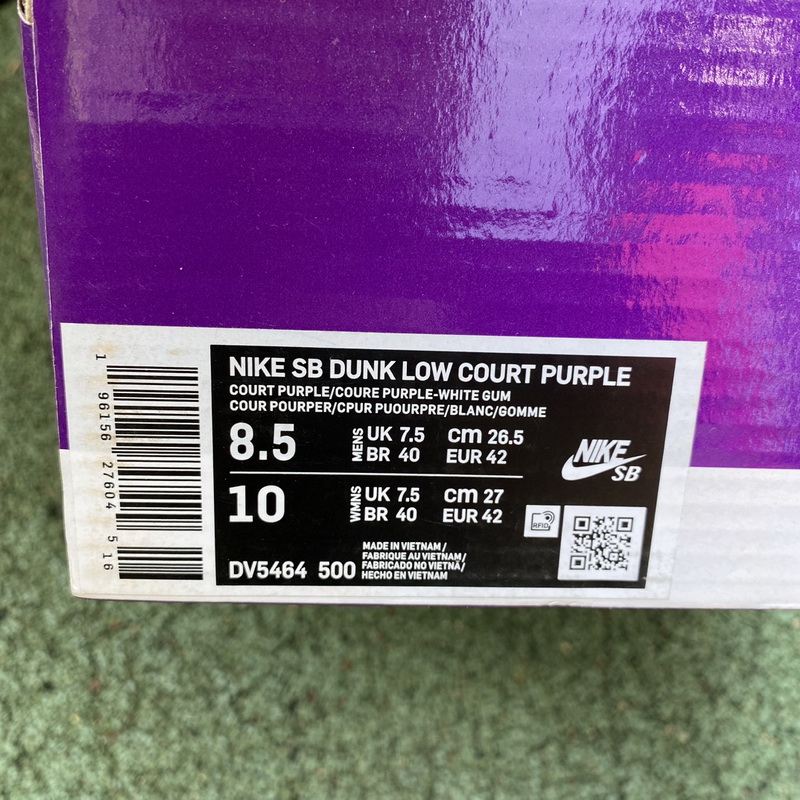 NIKE SB DUNK LOW COURT PURPLE
COURT PURPLE/COURE PURPLE-WHITE GUM
COUR POURPER/CPUR PUOURPRE/BLANC/GOMME
8.5 MENS UK 7.5 cm 26.5
BR 40 EUR 42
10 WMNS UK 7.5 cm 27
BR 40 EUR 42
NIKE
SB
RFID
MADE IN VIETNAM/
FABRIQUE AU VIETNAM/
FABRICADO NO VIETNÃ/
HECHO EN VIETNAM
DV5464 500
1 96156 27604 5 16